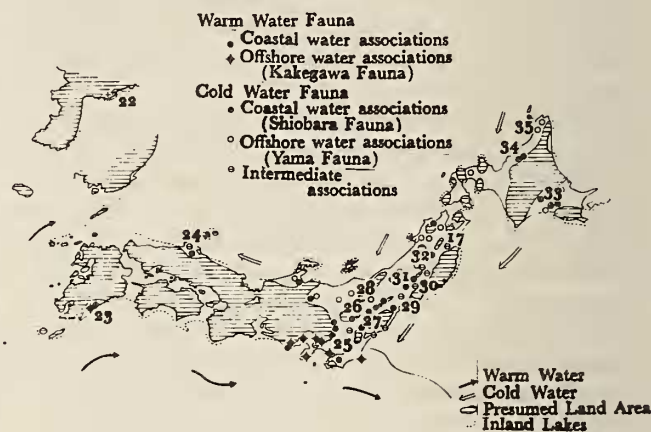 Warm Water Fauna
Coastal water associations
Offshore water associations
(Kakegawa Fauna)
Cold Water Fauna
Coastal water associations
(Shiobara Fauna)
Offshore water associations
(Yama Fauna)
Intermediate
associations
22
35
34
33
24
17
32
31
30
28
26
29
23
27
25
Warm Water
Cold Water
Presumed Land Area
Inland Lakes